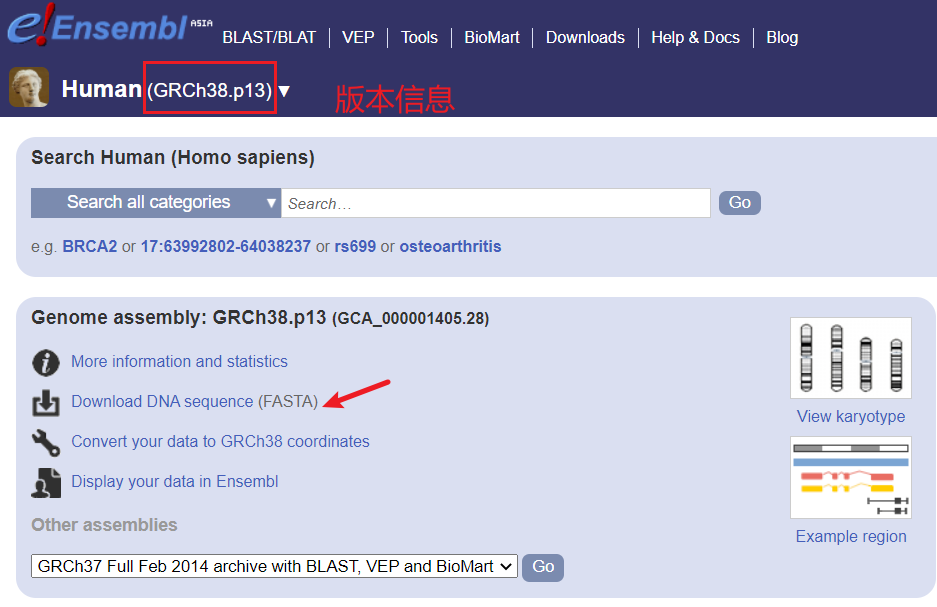 e!Ensembl ASIA BLAST/BLAT VEP Tools BioMart Downloads Help & Docs Blog
Human (GRCh38.p13) ▼ 版本信息
Search Human (Homo sapiens)
Search all categories ▼ Search… Go
e.g. BRCA2 or 17:63992802-64038237 or rs699 or osteoarthritis
Genome assembly: GRCh38.p13 (GCA_000001405.28)
More information and statistics
Download DNA sequence (FASTA)
Convert your data to GRCh38 coordinates
Display your data in Ensembl
Other assemblies
GRCh37 Full Feb 2014 archive with BLAST, VEP and BioMart Go
View karyotype
Example region